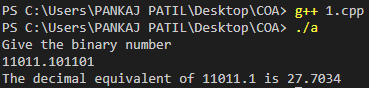 PS C:\Users\PANKAJ PATIL\Desktop\COA> g++ 1.cpp
PS C:\Users\PANKAJ PATIL\Desktop\COA> ./a
Give the binary number
11011.101101
The decimal equivalent of 11011.1 is 27.7034